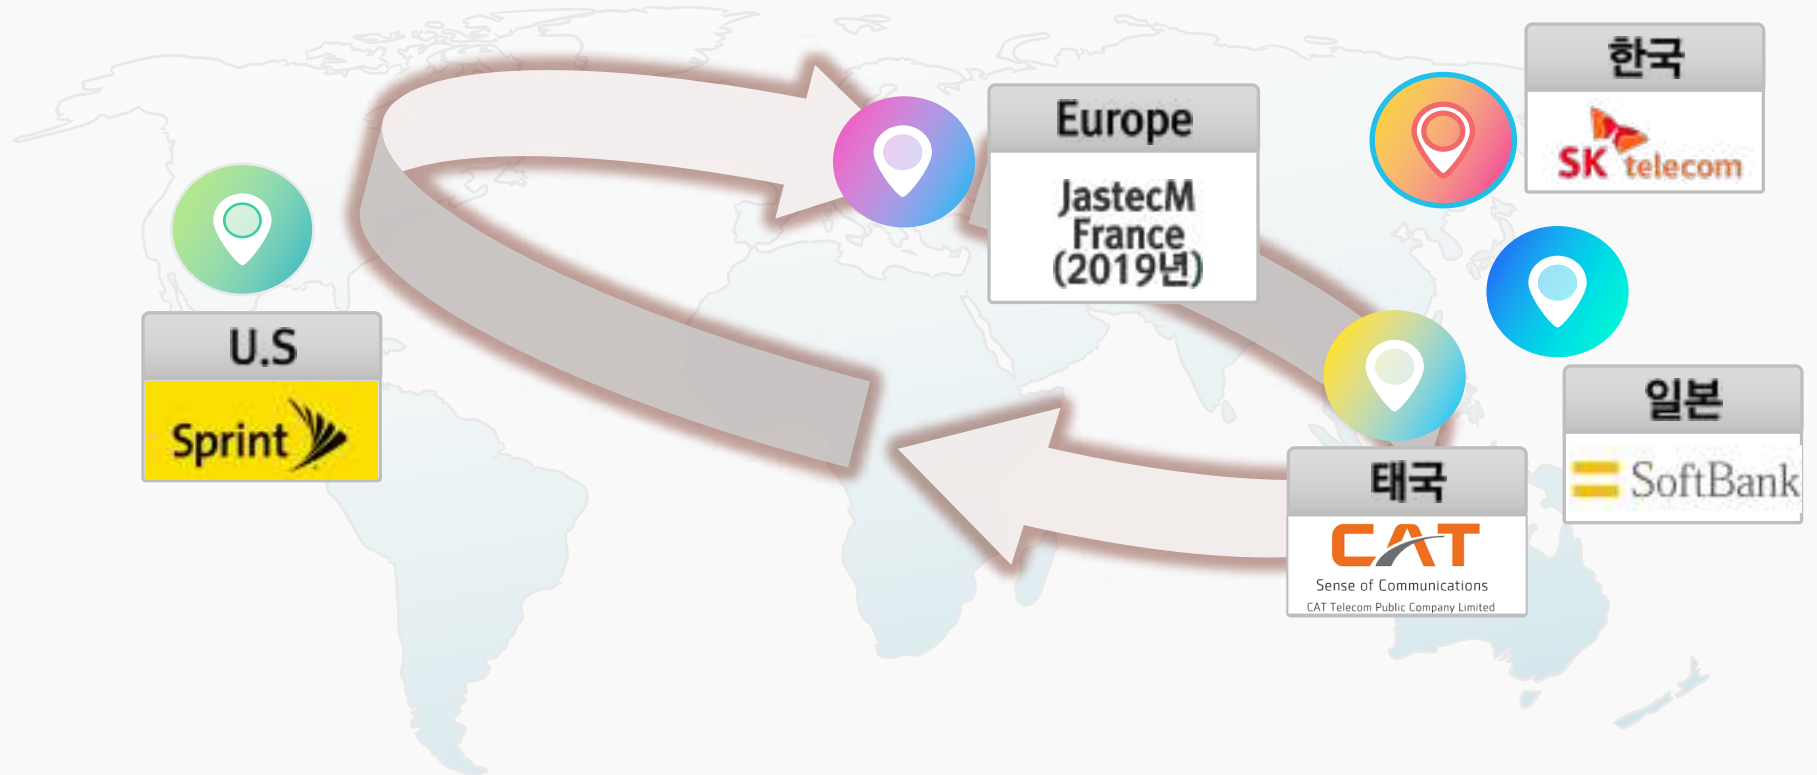 U.S
Sprint
Europe
JastecM
France
(2019년)
한국
SK telecom
일본
SoftBank
태국
CAT
Sense of Communications
CAT Telecom Public Company Limited